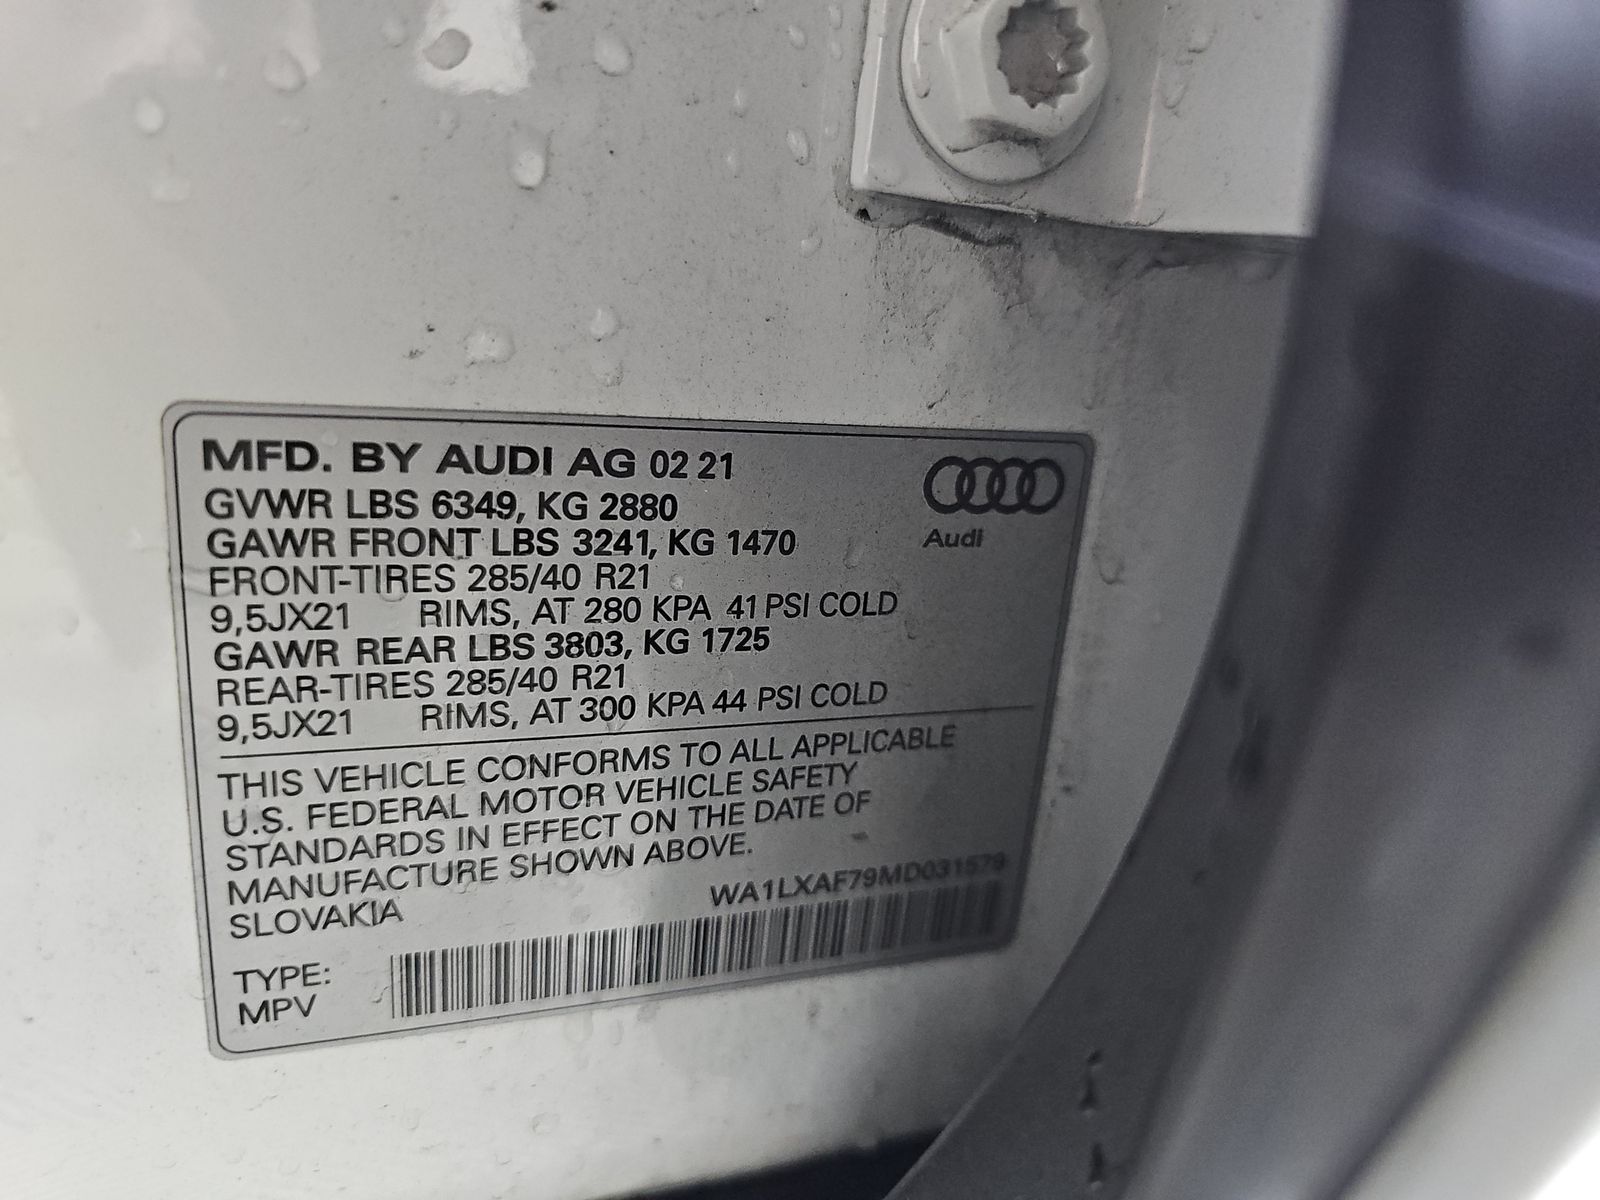 MFD. BY AUDI AG 02 21
GVWR LBS 6349, KG 2880
GAWR FRONT LBS 3241, KG 1470
FRONT-TIRES 285/40 R21
9,5JX21 RIMS, AT 280 KPA 41 PSI COLD
GAWR REAR LBS 3803, KG 1725
REAR-TIRES 285/40 R21
9,5JX21 RIMS, AT 300 KPA 44 PSI COLD
Audi
THIS VEHICLE CONFORMS TO ALL APPLICABLE
U.S. FEDERAL MOTOR VEHICLE SAFETY
STANDARDS IN EFFECT ON THE DATE OF
MANUFACTURE SHOWN ABOVE.
SLOVAKIA
WA1LXAF79MD031579
TYPE:
MPV